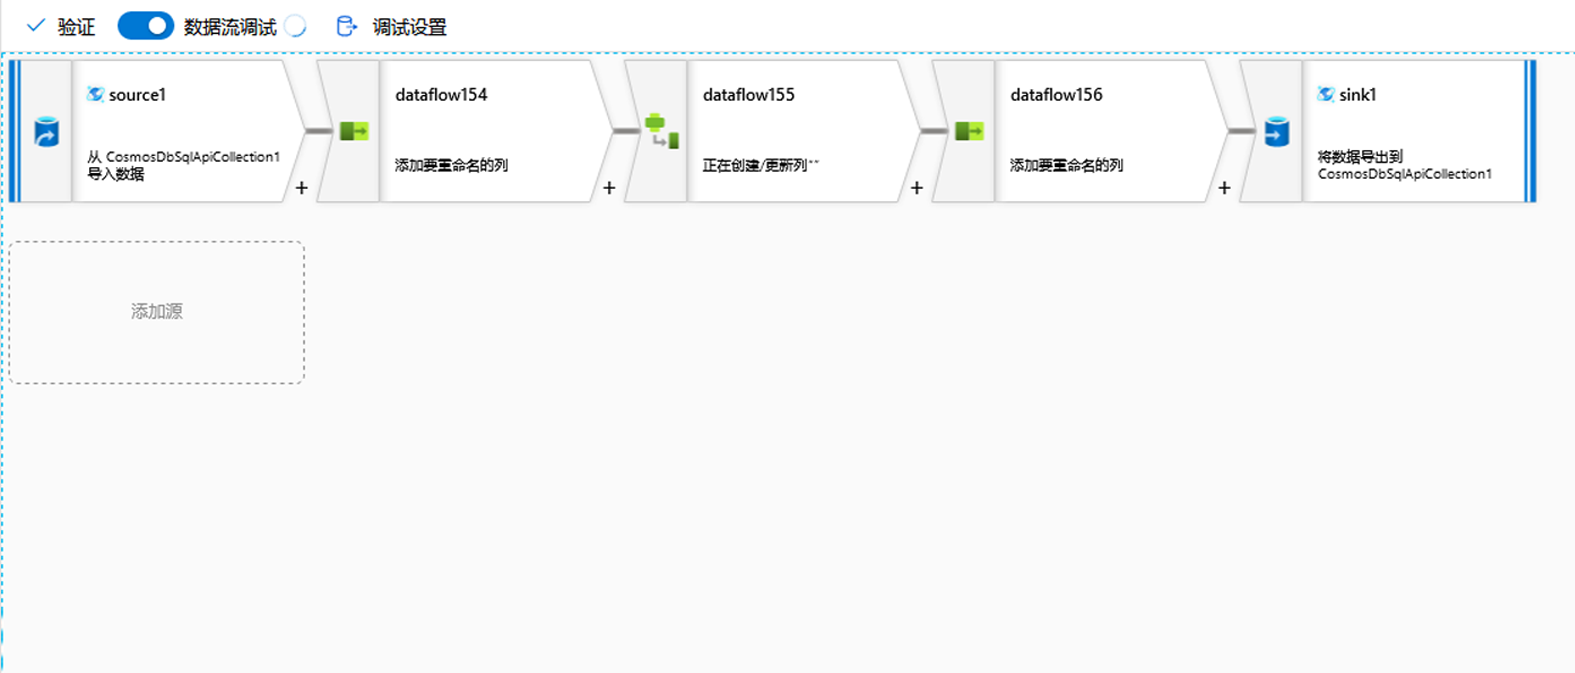 验证
数据流调试
调试设置
source1
从 CosmosDbSqlApiCollection1
导入数据
+
dataflow154
添加要重命名的列
+
dataflow155
正在创建/更新列""
+
dataflow156
添加要重命名的列
+
sink1
将数据导出到
CosmosDbSqlApiCollection1
添加源